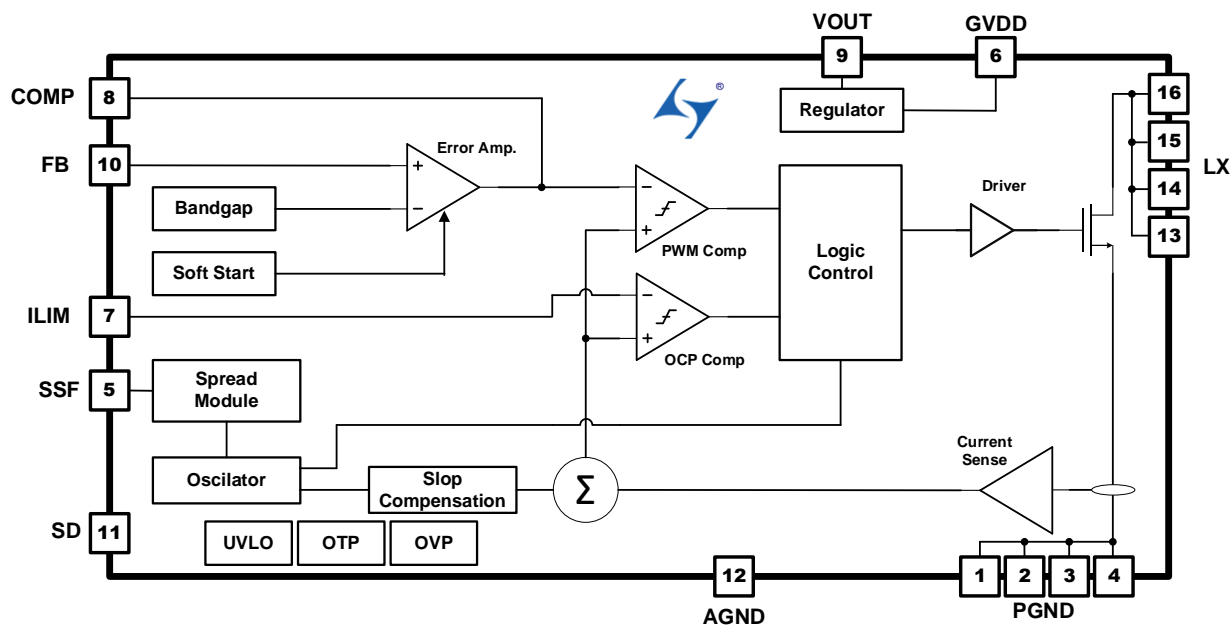 VOUT
GVDD
9
6
COMP
8
®
Regulator
16
FB
10
Error Amp.
+
−
15
LX
14
13
Bandgap
Soft Start
−
+
PWM Comp
Logic
Control
Driver
ILIM
7
−
+
OCP Comp
SSF
5
Spread
Module
Oscilator
Slop
Compensation
Σ
Current
Sense
SD
11
UVLO
OTP
OVP
12
AGND
1
2
3
4
PGND